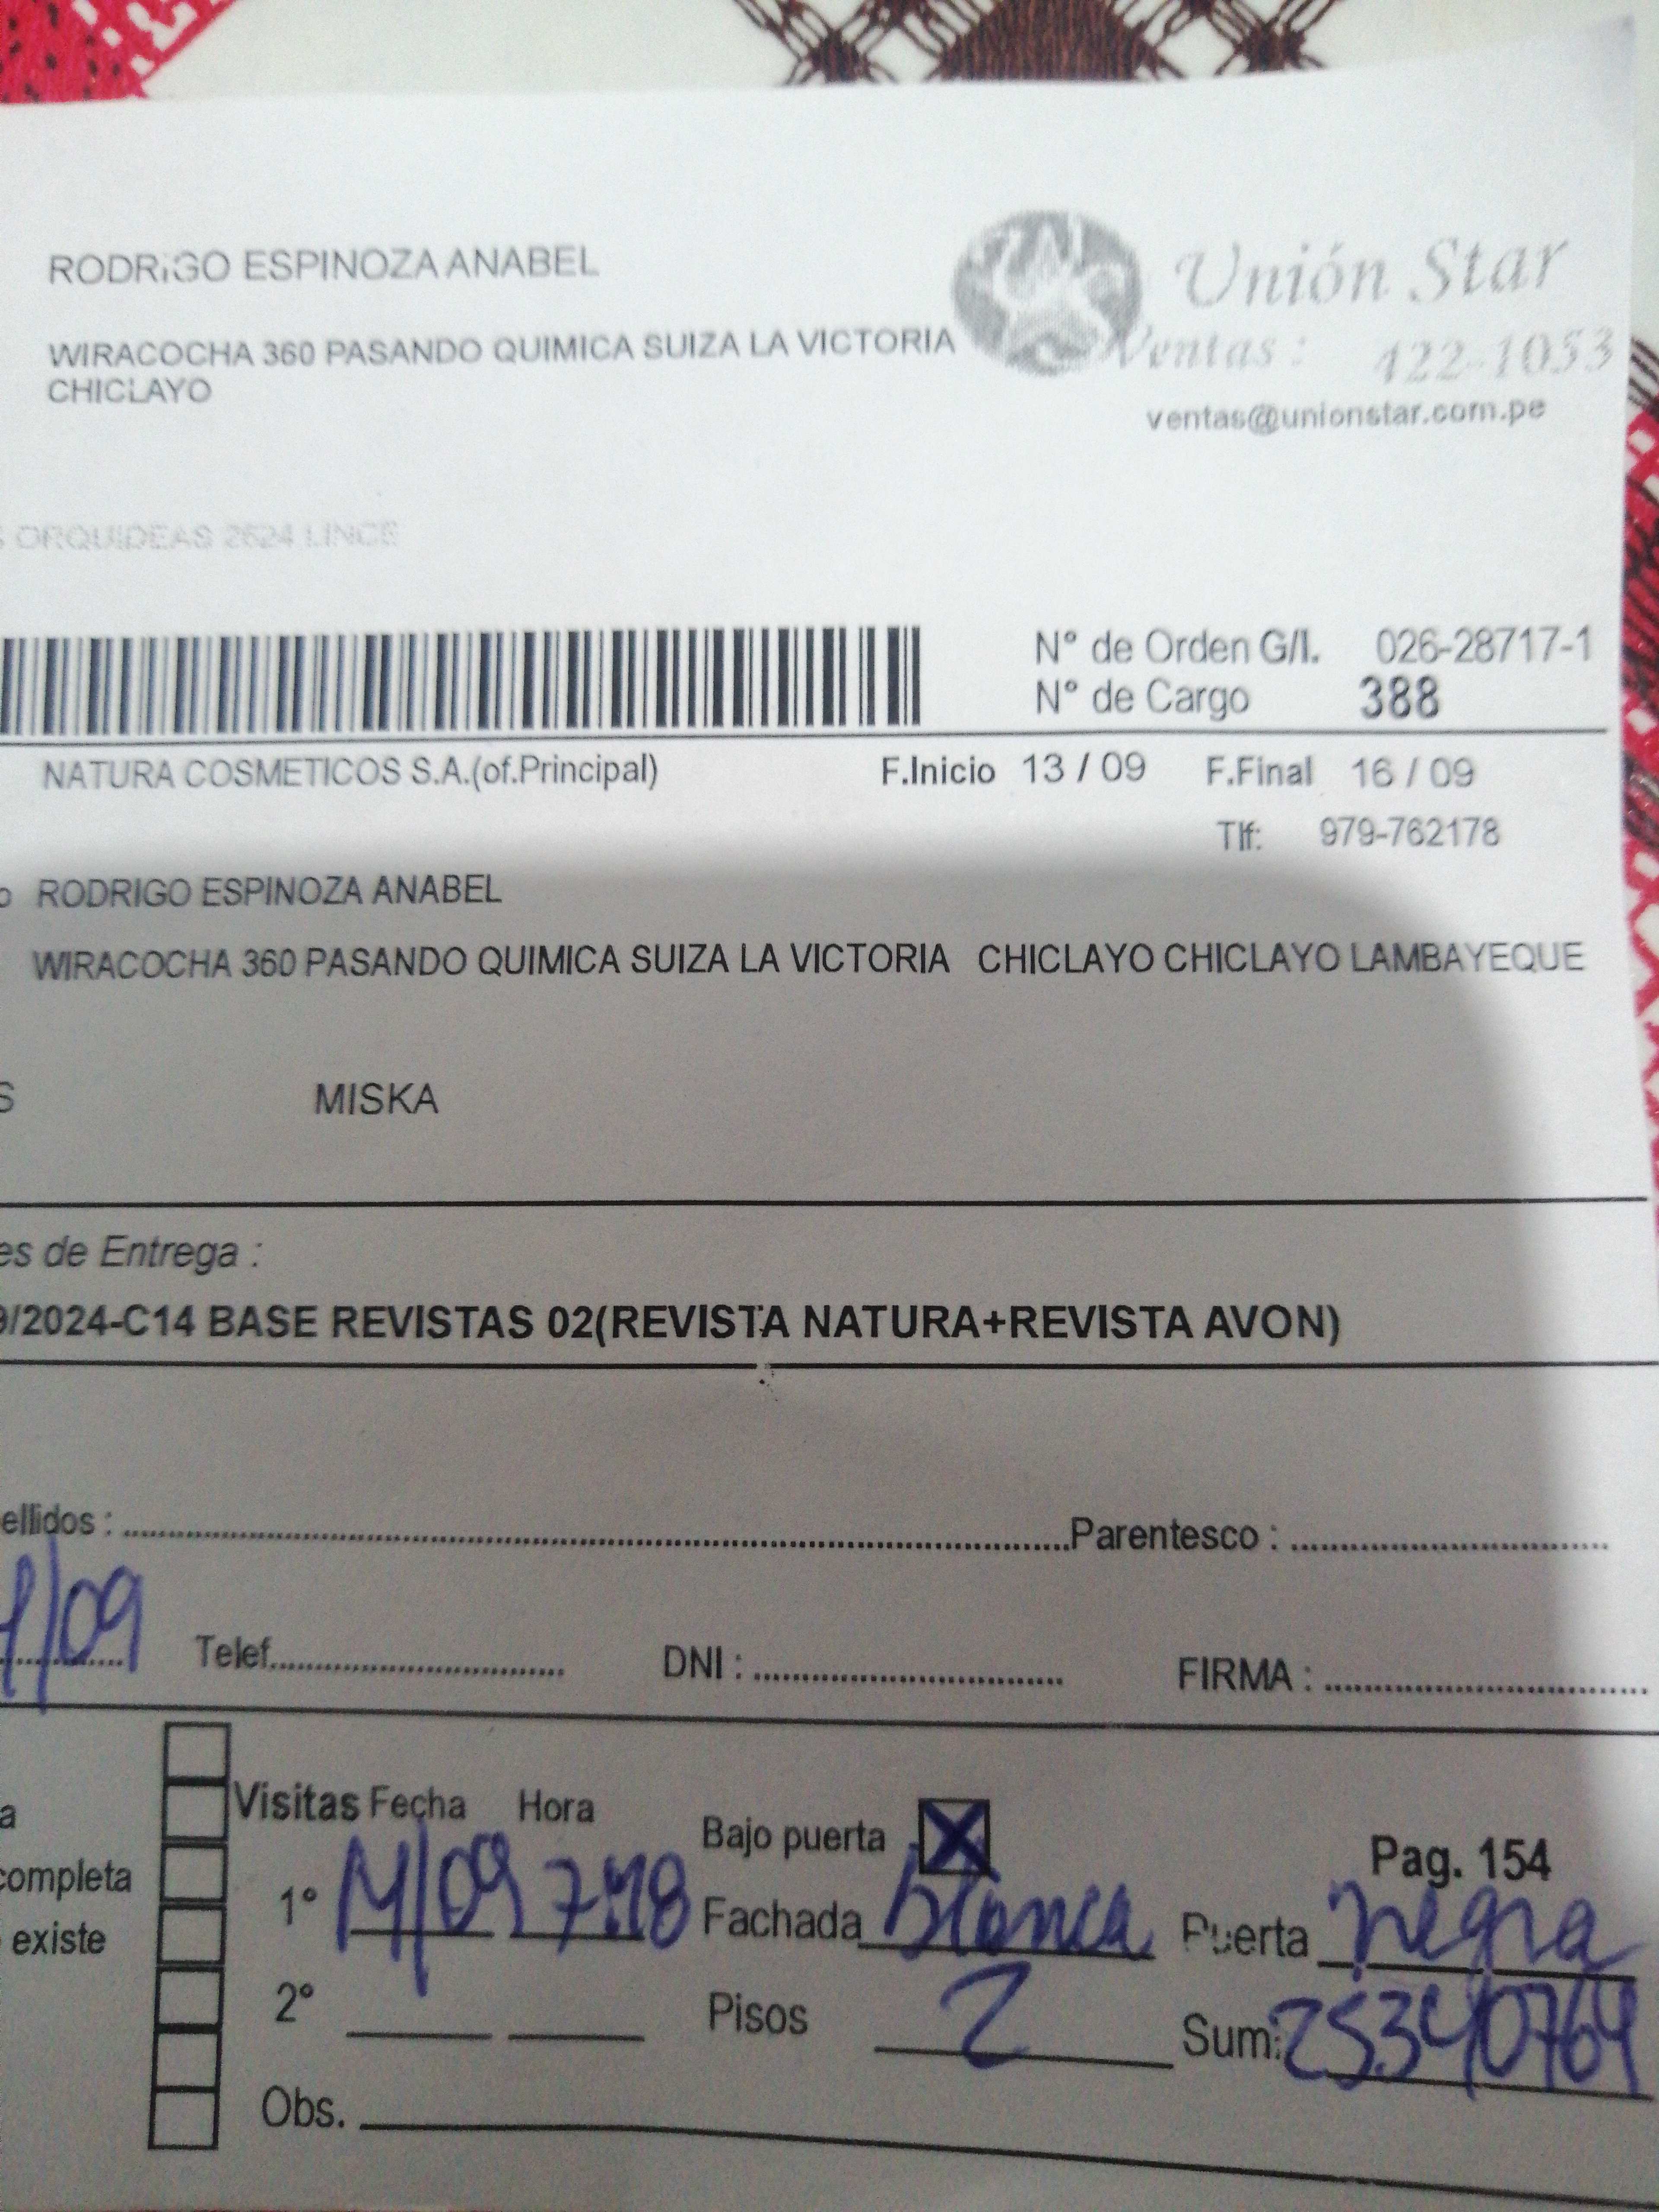 RODRIGO ESPINOZA ANABEL
Unión Star
WIRACOCHA 360 PASANDO QUIMICA SUIZA LA VICTORIA
Ventas: 422-1053
CHICLAYO
ventas@unionstar.com.pe
ORQUIDEAS 2624 LINCE
N° de Orden G/I. 026-28717-1
N° de Cargo 388
NATURA COSMETICOS S.A.(of.Principal) F.Inicio 13 / 09 F.Final 16 / 09
Tlf: 979-762178
o RODRIGO ESPINOZA ANABEL
WIRACOCHA 360 PASANDO QUIMICA SUIZA LA VICTORIA CHICLAYO CHICLAYO LAMBAYEQUE
S MISKA
es de Entrega :
9/2024-C14 BASE REVISTAS 02(REVISTA NATURA+REVISTA AVON)
ellidos : Parentesco :
/09 Telef. DNI : FIRMA :
Visitas Fecha Hora Bajo puerta X Pag. 154
a
completa
1° 14/09 7:48 Fachada blanca Puerta negra
existe
2° Pisos 2 Sum: 25340764
Obs.